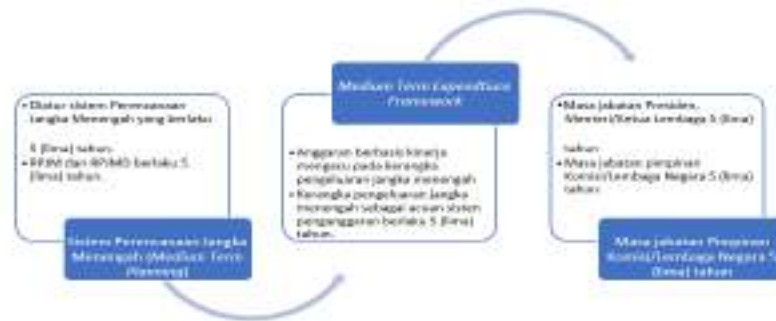 • Diatur sistem Perencanaan
Jangka Menengah yang berlaku
5 (lima) tahun.
• RPJM dan RPJMD berlaku 5
(lima) tahun.
Sistem Perencanaan Jangka
Menengah (Medium Term
Planning)
Medium Term Expenditure
Framework
• Anggaran berbasis kinerja
mengacu pada kerangka
pengeluaran jangka menengah
• Kerangka pengeluaran jangka
menengah sebagai acuan sistem
penganggaran berlaku 5 (lima)
tahun.
• Masa jabatan Presiden,
Menteri/Ketua Lembaga 5 (lima)
tahun
• Masa jabatan pimpinan
Komisi/Lembaga Negara 5 (lima)
tahun
Masa jabatan Pimpinan
Komisi/Lembaga Negara 5
(lima) tahun